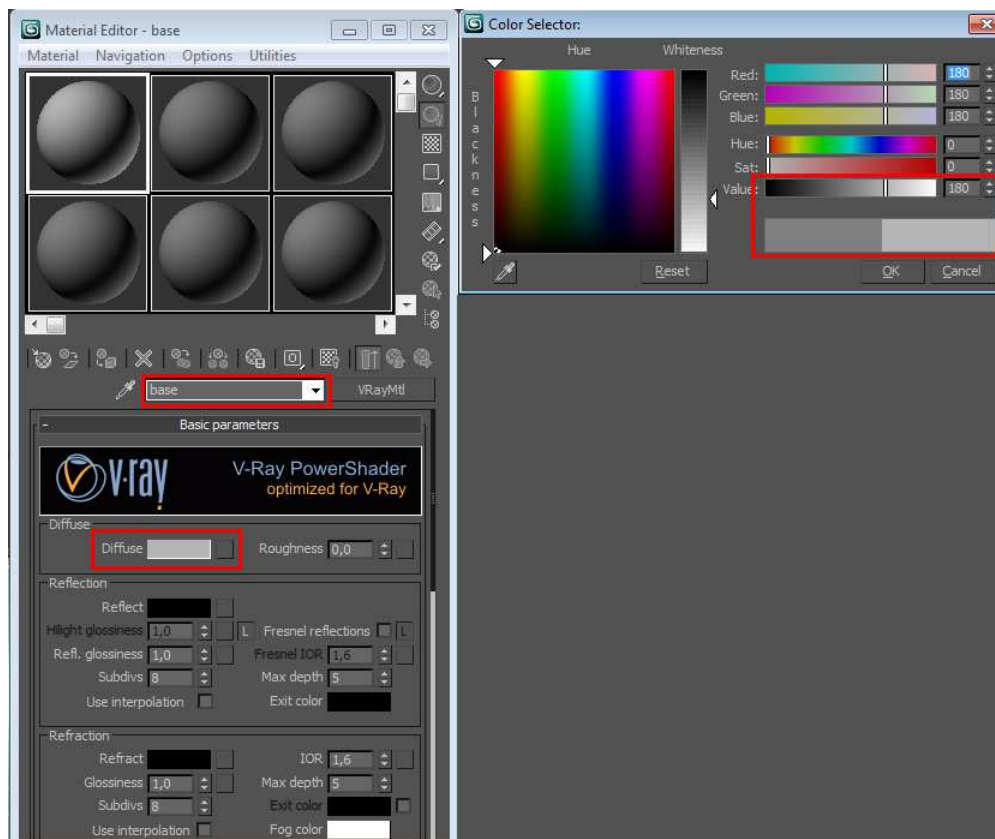 Material Editor - base
Material Navigation Options Utilities
base
VRayMtl
-
Basic parameters
v·ray
V-Ray PowerShader
optimized for V-Ray
Diffuse
Diffuse
Roughness 0,0
Reflection
Reflect
Hilight glossiness 1,0 L Fresnel reflections L
Refl. glossiness 1,0 Fresnel IOR 1,6
Subdivs 8 Max depth 5
Use interpolation Exit color
Refraction
Refract IOR 1,6
Glossiness 1,0 Max depth 5
Subdivs 8 Exit color
Use interpolation Fog color
Color Selector:
Hue Whiteness
Blackness
Red: 180
Green: 180
Blue: 180
Hue: 0
Sat: 0
Value: 180
Reset OK Cancel